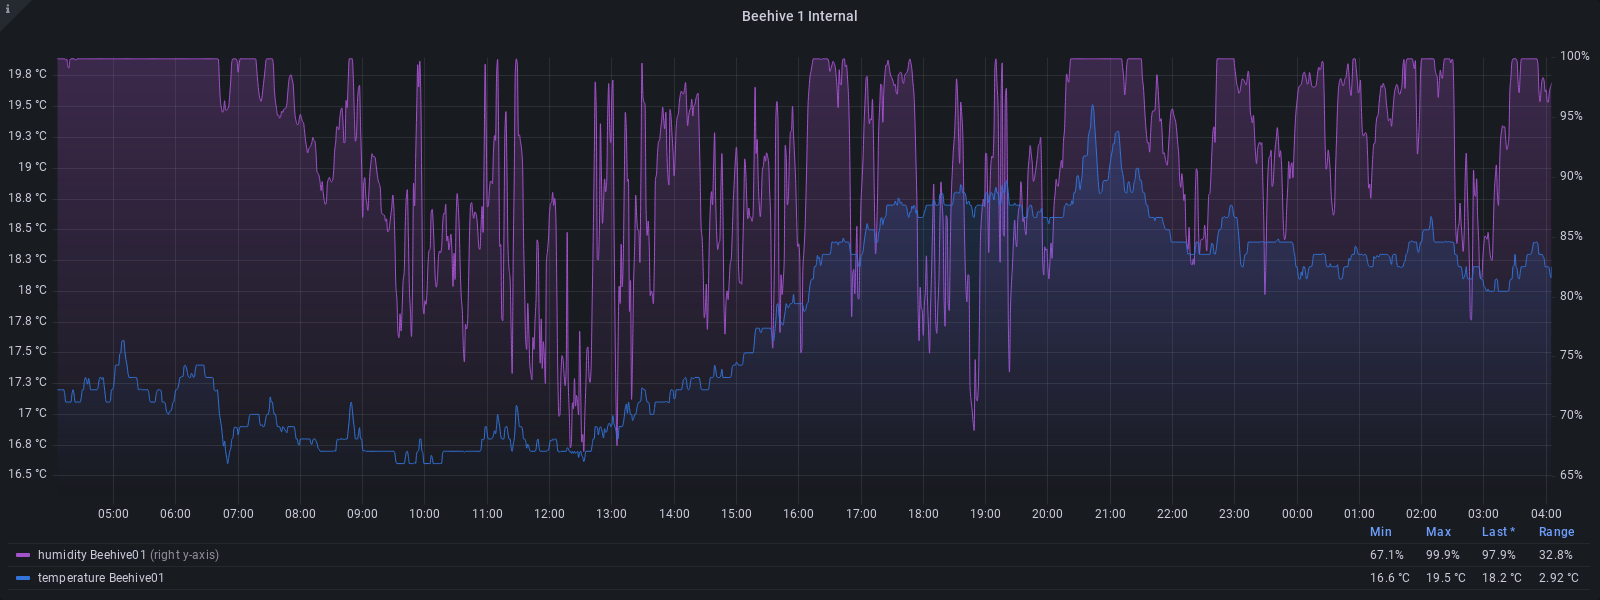 i
Beehive 1 Internal
19.8 °C 100%
19.5 °C 95%
19.3 °C
19 °C 90%
18.8 °C
18.5 °C 85%
18.3 °C
18 °C 80%
17.8 °C
17.5 °C 75%
17.3 °C
17 °C 70%
16.8 °C
16.5 °C 65%
05:00 06:00 07:00 08:00 09:00 10:00 11:00 12:00 13:00 14:00 15:00 16:00 17:00 18:00 19:00 20:00 21:00 22:00 23:00 00:00 01:00 02:00 03:00 04:00
Min Max Last * Range
humidity Beehive01 (right y-axis) 67.1% 99.9% 97.9% 32.8%
temperature Beehive01 16.6 °C 19.5 °C 18.2 °C 2.92 °C